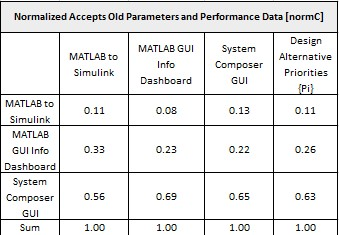 Normalized Accepts Old Parameters and Performance Data [normC]
MATLAB to Simulink MATLAB GUI Info Dashboard System Composer GUI Design Alternative Priorities {Pi}
MATLAB to Simulink 0.11 0.08 0.13 0.11
MATLAB GUI Info Dashboard 0.33 0.23 0.22 0.26
System Composer GUI 0.56 0.69 0.65 0.63
Sum 1.00 1.00 1.00 1.00